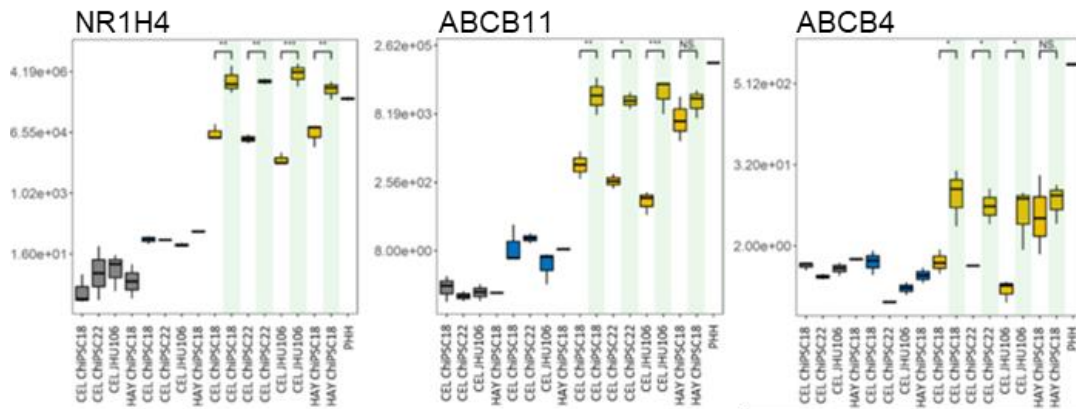 NR1H4
** ** *** **
4.19e+06
6.55e+04
1.02e+03
1.60e+01
CEL ChiPSC18
CEL ChiPSC22
CEL JHU106
HAY ChiPSC18
CEL ChiPSC18
CEL ChiPSC22
CEL JHU106
HAY ChiPSC18
CEL ChiPSC18
CEL ChiPSC18
CEL ChiPSC22
CEL ChiPSC22
CEL JHU106
CEL JHU106
HAY ChiPSC18
HAY ChiPSC18
PHH
ABCB11
** * *** NS.
2.62e+05
8.19e+03
2.56e+02
8.00e+00
CEL ChiPSC18
CEL ChiPSC22
CEL JHU106
HAY ChiPSC18
CEL ChiPSC18
CEL ChiPSC22
CEL JHU106
HAY ChiPSC18
CEL ChiPSC18
CEL ChiPSC18
CEL ChiPSC22
CEL ChiPSC22
CEL JHU106
CEL JHU106
HAY ChiPSC18
HAY ChiPSC18
PHH
ABCB4
* * * NS.
5.12e+02
3.20e+01
2.00e+00
CEL ChiPSC18
CEL ChiPSC22
CEL JHU106
HAY ChiPSC18
CEL ChiPSC18
CEL ChiPSC22
CEL JHU106
HAY ChiPSC18
CEL ChiPSC18
CEL ChiPSC18
CEL ChiPSC22
CEL ChiPSC22
CEL JHU106
CEL JHU106
HAY ChiPSC18
HAY ChiPSC18
PHH